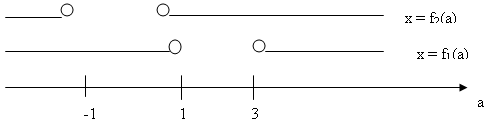 x = f₂(a)
x = f₁(a)
a
-1 1 3